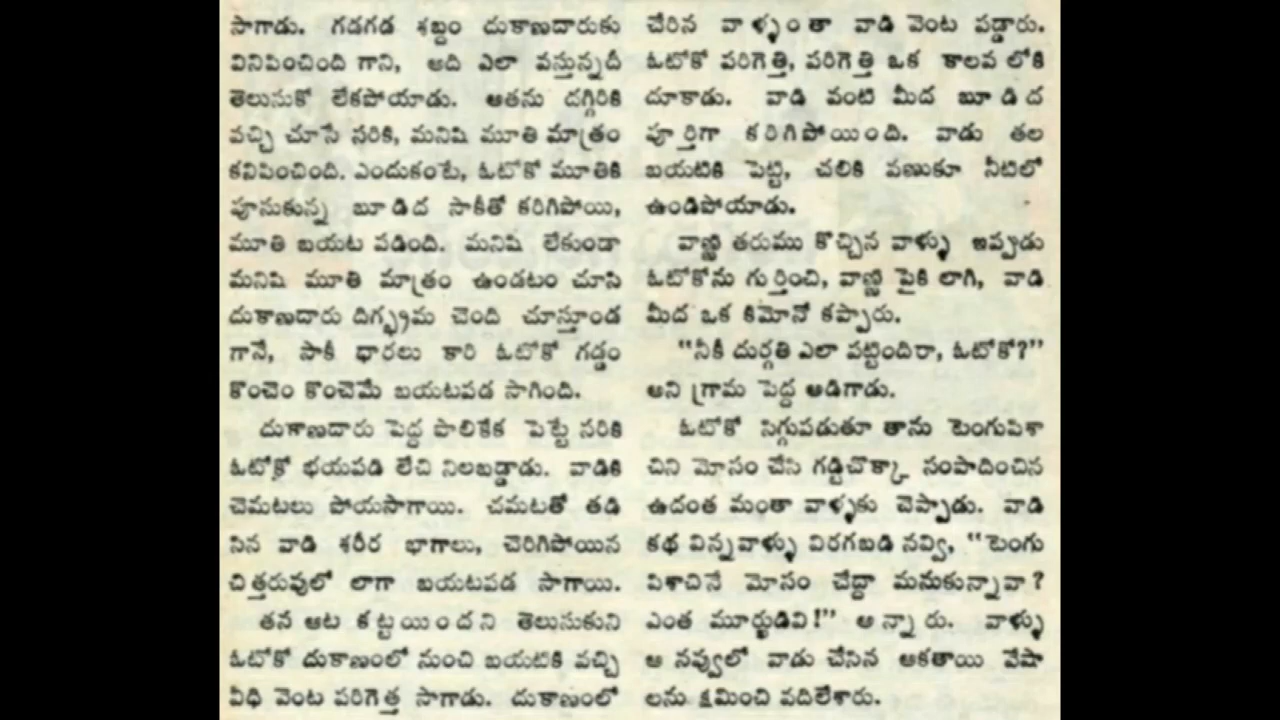 సాగాడు. గడగడ శబ్దం దుకాణదారుకు
వినిపించింది గాని, అది ఎలా వస్తున్నదీ
తెలుసుకో లేకపోయాడు. అతను దగ్గిరికి
వచ్చి చూసే సరికి, మనిషి మూతి మాత్రం
కనిపించింది. ఎందుకంటే, ఓటోకో మూతికి
పూసుకున్న బూడిద సాకీతో కరిగిపోయి,
మూతి బయట పడింది. మనిషి లేకుండా
మనిషి మూతి మాత్రం ఉండటం చూసి
దుకాణదారు దిగ్భ్రమ చెంది చూస్తూండ
గానే, సాకీ ధారలు కారి ఓటోకో గడ్డం
కొంచెం కొంచెమే బయటపడ సాగింది.
దుకాణదారు పెద్ద పొలికేక పెట్టే సరికి
ఓటోకో భయపడి లేచి నిలబడ్డాడు. వాడికి
చెమటలు పోయసాగాయి. చమటతో తడి
సిన వాడి శరీర భాగాలు, చెరిగిపోయిన
చిత్తరువులో లాగా బయటపడ సాగాయి.
తన ఆట కట్టయిందని తెలుసుకుని
ఓటోకో దుకాణంలో నుంచి బయటికి వచ్చి
వీధి వెంట పరిగెత్త సాగాడు. దుకాణంలో
చేరిన వాళ్ళంతా వాడి వెంట పడ్డారు.
ఓటోకో పరిగెత్తి, పరిగెత్తి ఒక కాలవ లోకి
దూకాడు. వాడి వంటి మీద బూడిద
పూర్తిగా కరిగిపోయింది. వాడు తల
బయటికి పెట్టి, చలికి వణుకూ నీటిలో
ఉండిపోయాడు.
వాణ్ణి తరుము కొచ్చిన వాళ్ళు అప్పుడు
ఓటోకోను గుర్తించి, వాణ్ణి పైకి లాగి, వాడి
మీద ఒక కిమోనో కప్పారు.
“నీకీ దుర్గతి ఎలా పట్టిందిరా, ఓటోకో?”
అని గ్రామ పెద్ద అడిగాడు.
ఓటోకో సిగ్గుపడుతూ తాను టెంగుపిశా
చిని మోసం చేసి గడ్డిచొక్కా సంపాదించిన
ఉదంత మంతా వాళ్ళకు చెప్పాడు. వాడి
కథ విన్నవాళ్ళు విరగబడి నవ్వి, “టెంగు
పిశాచినే మోసం చేద్దా మనుకున్నావా?
ఎంత మూర్ఖుడివి!” అన్నారు. వాళ్ళు
ఆ నవ్వులో వాడు చేసిన ఆకతాయి వేషా
లను క్షమించి వదిలేశారు.